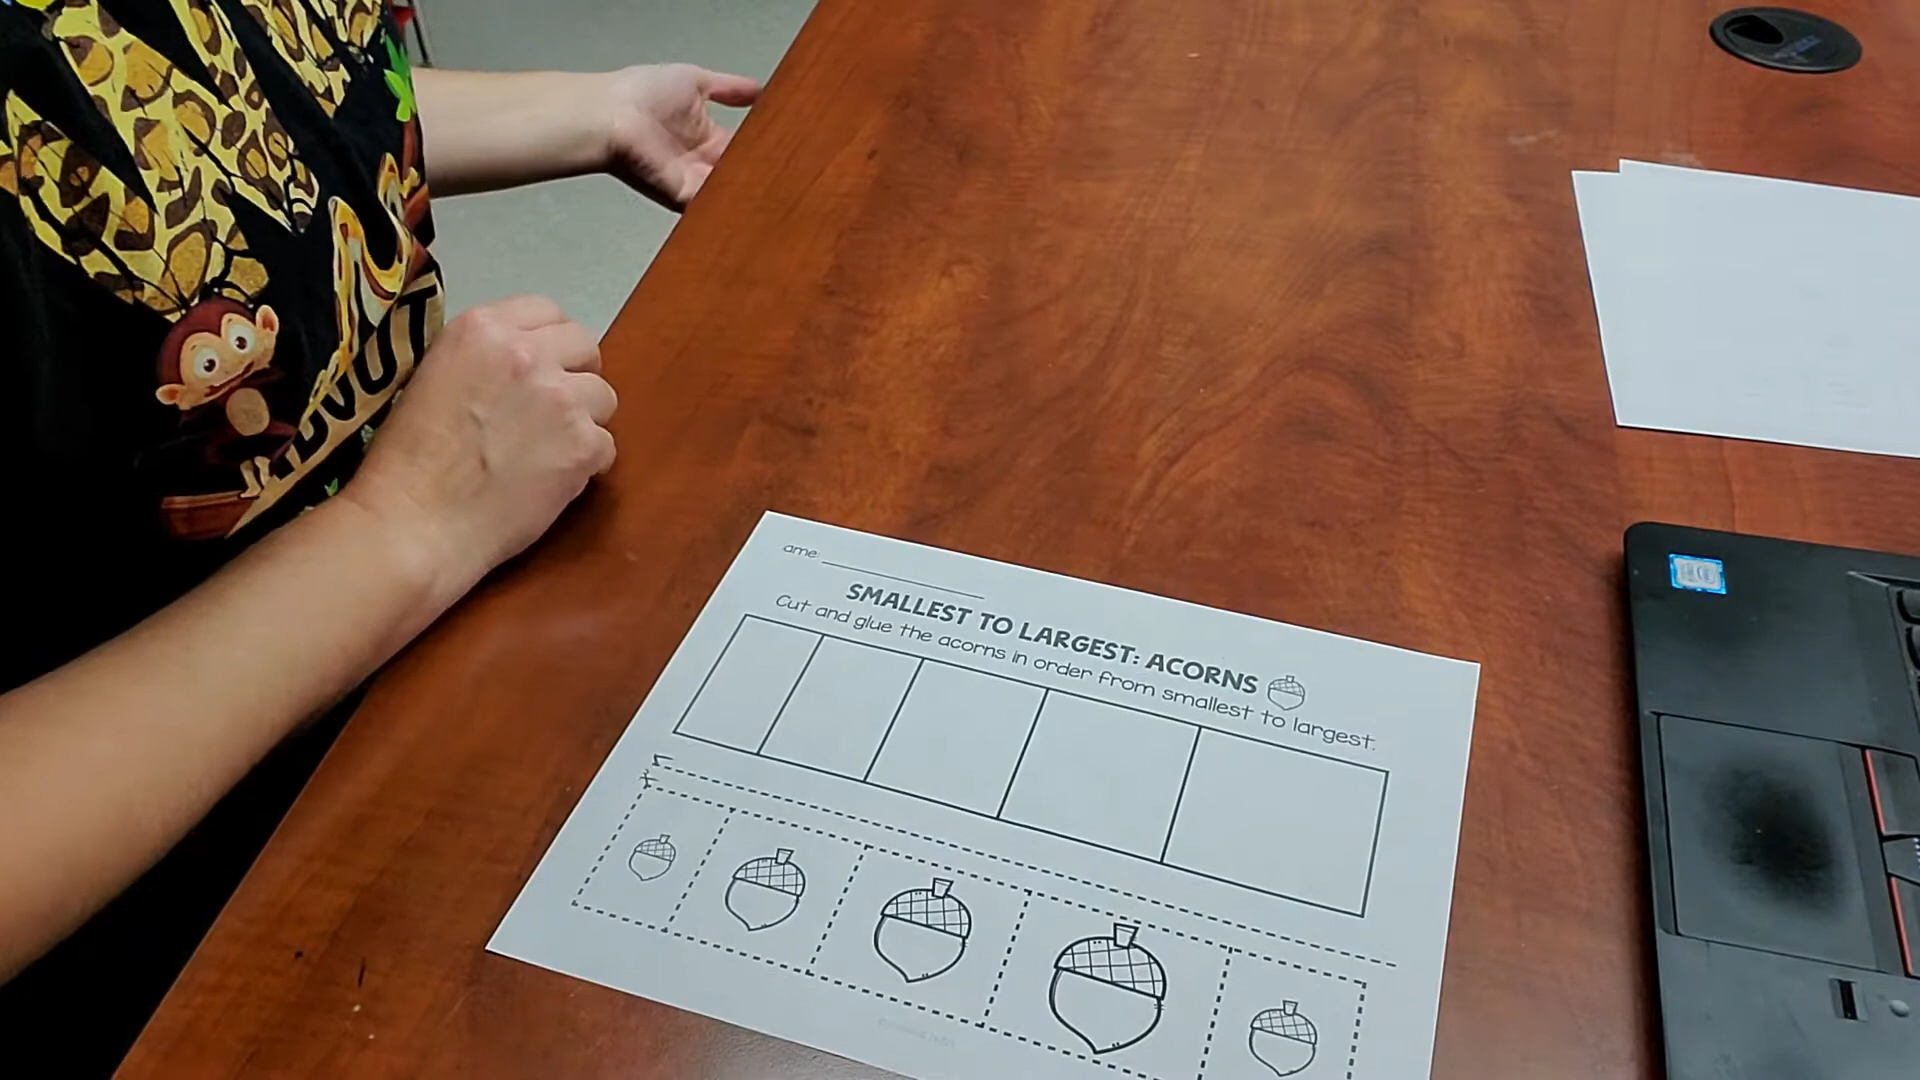 ame:
SMALLEST TO LARGEST: ACORNS
Cut and glue the acorns in order from smallest to largest.